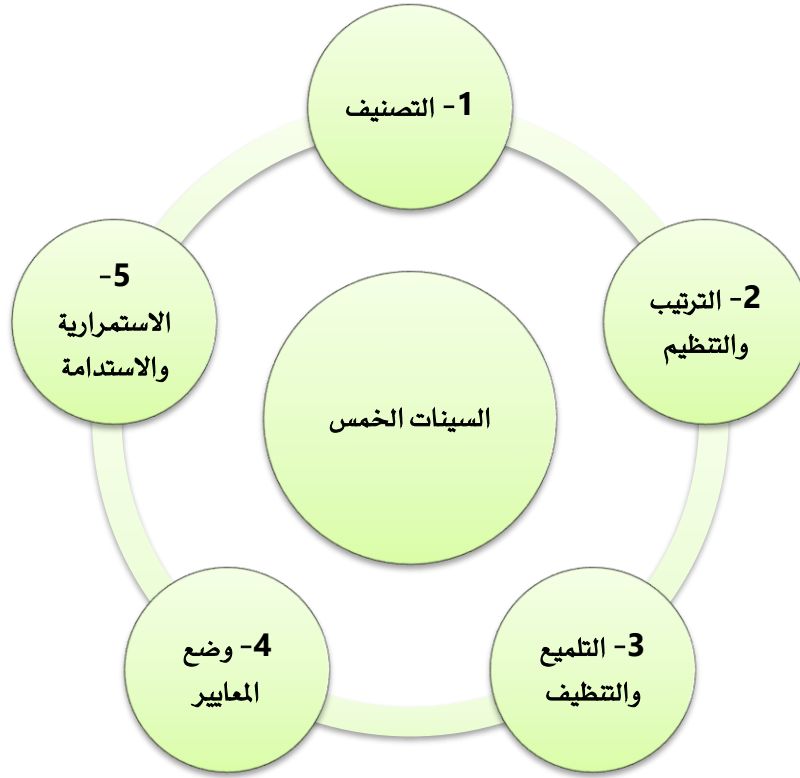 1- التصنيف
2- الترتيب
والتنظيم
3- التلميع
والتنظيف
4- وضع
المعايير
5-
الاستمرارية
والاستدامة
السينات الخمس